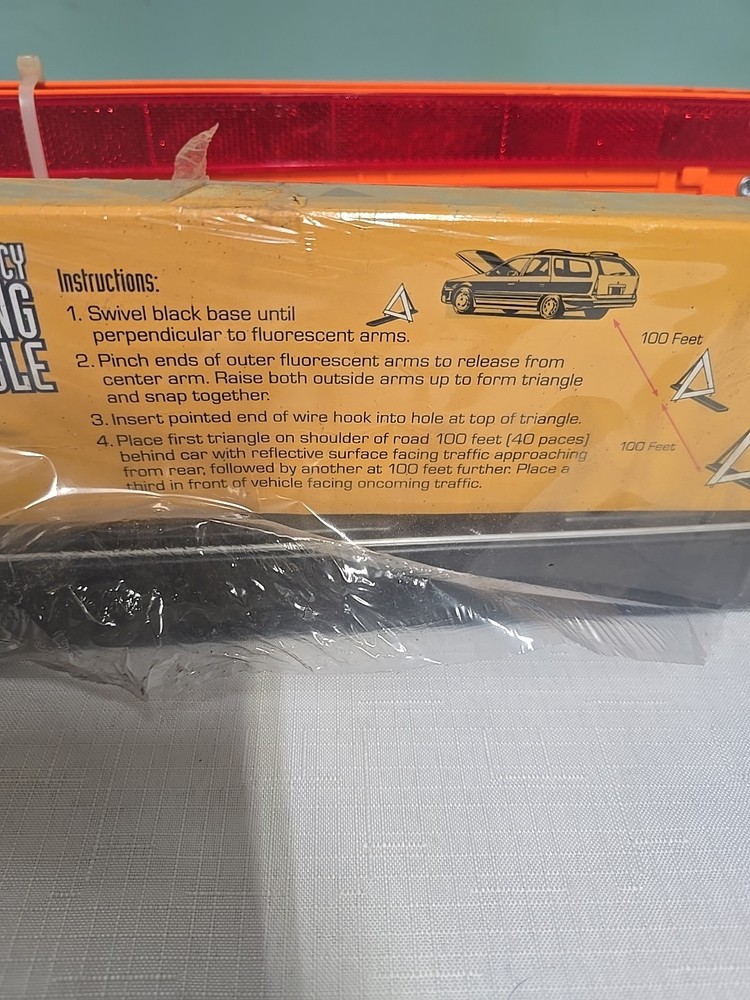 CY
NG
GLE
Instructions:
1. Swivel black base until
perpendicular to fluorescent arms.
2. Pinch ends of outer fluorescent arms to release from
center arm. Raise both outside arms up to form triangle
and snap together.
3. Insert pointed end of wire hook into hole at top of triangle.
4. Place first triangle on shoulder of road 100 feet (40 paces)
behind car with reflective surface facing traffic approaching
from rear, followed by another at 100 feet further. Place a
third in front of vehicle facing oncoming traffic.
100 Feet
100 Feet